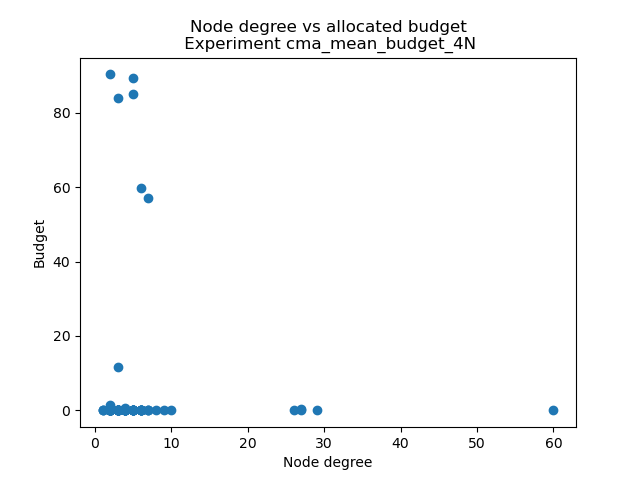 Node degree vs allocated budget
Experiment cma_mean_budget_4N
80
60
40
20
0
Budget
0 10 20 30 40 50 60
Node degree